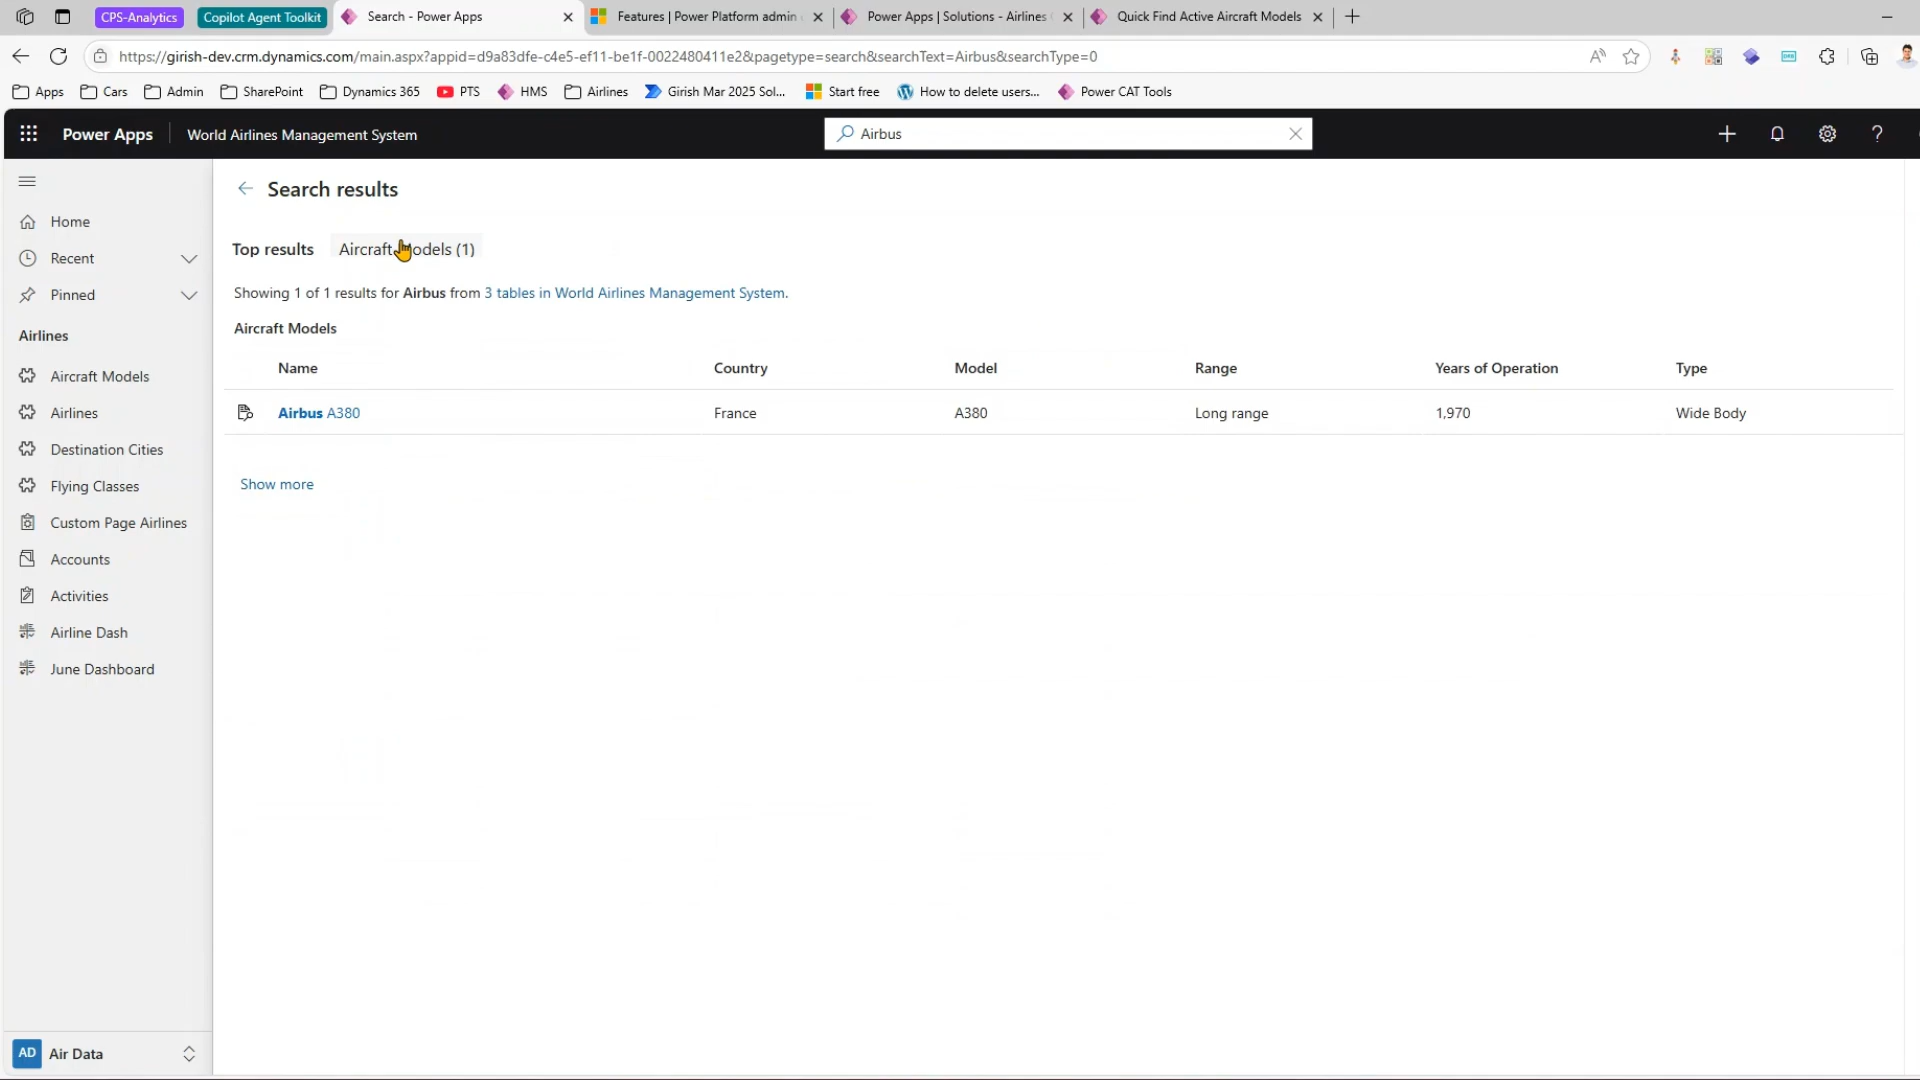 CPS-Analytics
Copilot Agent Toolkit
Search - Power Apps
Features | Power Platform admin
Power Apps | Solutions - Airlines
Quick Find Active Aircraft Models
https://girish-dev.crm.dynamics.com/main.aspx?appid=d9a83dfe-c4e5-ef11-be1f-0022480411e2&pagetype=search&searchText=Airbus&searchType=0
Apps
Cars
Admin
SharePoint
Dynamics 365
PTS
HMS
Airlines
Girish Mar 2025 Sol...
Start free
How to delete users...
Power CAT Tools
Power Apps
World Airlines Management System
Airbus
Search results
Home
Recent
Pinned
Airlines
Aircraft Models
Airlines
Destination Cities
Flying Classes
Custom Page Airlines
Accounts
Activities
Airline Dash
June Dashboard
AD Air Data
Top results
Aircraft Models (1)
Showing 1 of 1 results for Airbus from 3 tables in World Airlines Management System.
Aircraft Models
Name Country Model Range Years of Operation Type
Airbus A380 France A380 Long range 1,970 Wide Body
Show more